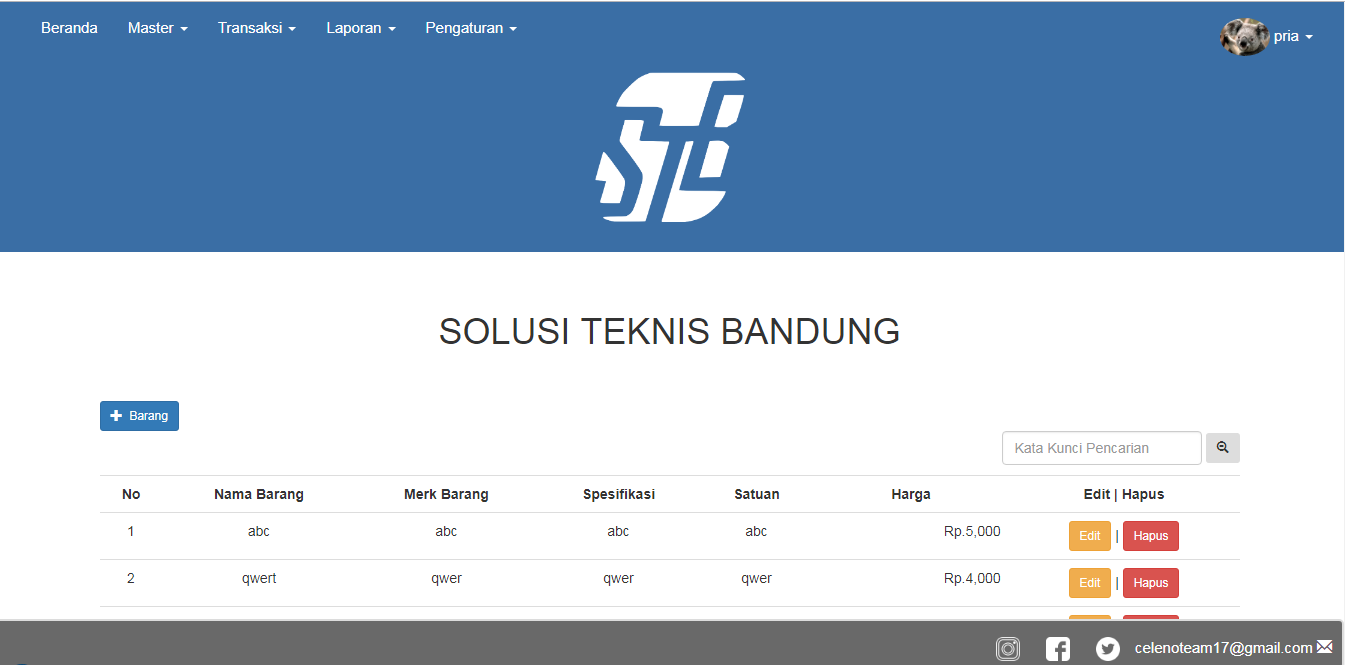 Beranda Master Transaksi Laporan Pengaturan pria
STB
SOLUSI TEKNIS BANDUNG
+ Barang
Kata Kunci Pencarian
No Nama Barang Merk Barang Spesifikasi Satuan Harga Edit | Hapus
1 abc abc abc abc Rp.5,000 Edit | Hapus
2 qwert qwer qwer qwer Rp.4,000 Edit | Hapus
celenoteam17@gmail.com